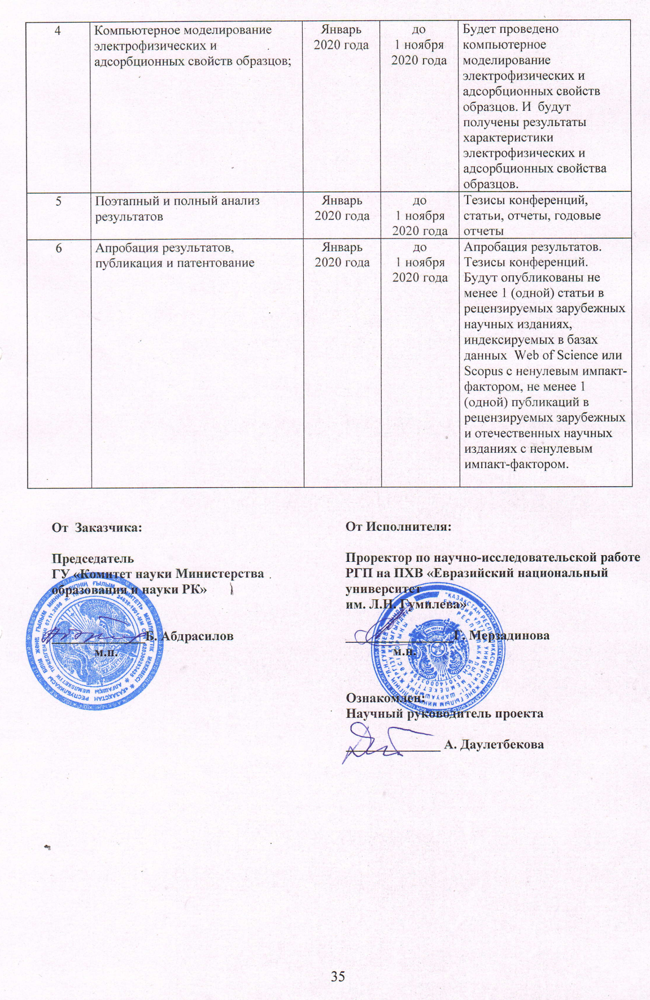 4
Компьютерное моделирование
электрофизических и
адсорбционных свойств образцов;
Январь
2020 года
до
1 ноября
2020 года
Будет проведено
компьютерное
моделирование
электрофизических и
адсорбционных свойств
образцов. И будут
получены результаты
характеристики
электрофизических и
адсорбционных свойства
образцов.
5
Поэтапный и полный анализ
результатов
Январь
2020 года
до
1 ноября
2020 года
Тезисы конференций,
статьи, отчеты, годовые
отчеты
6
Апробация результатов,
публикация и патентование
Январь
2020 года
до
1 ноября
2020 года
Апробация результатов.
Тезисы конференций.
Будут опубликованы не
менее 1 (одной) статьи в
рецензируемых зарубежных
научных изданиях,
индексируемых в базах
данных Web of Science или
Scopus с ненулевым импакт-
фактором, не менее 1
(одной) публикаций в
рецензируемых зарубежных
и отечественных научных
изданиях с ненулевым
импакт-фактором.
От Заказчика:
Председатель
ГУ «Комитет науки Министерства
образования и науки РК»
Б. Абдрасилов
м.п.
От Исполнителя:
Проректор по научно-исследовательской работе
РГП на ПХВ «Евразийский национальный
университет
им. Л.Н. Гумилева»
Г. Мерзадинова
м.п.
Ознакомлен:
Научный руководитель проекта
А. Даулетбекова
35